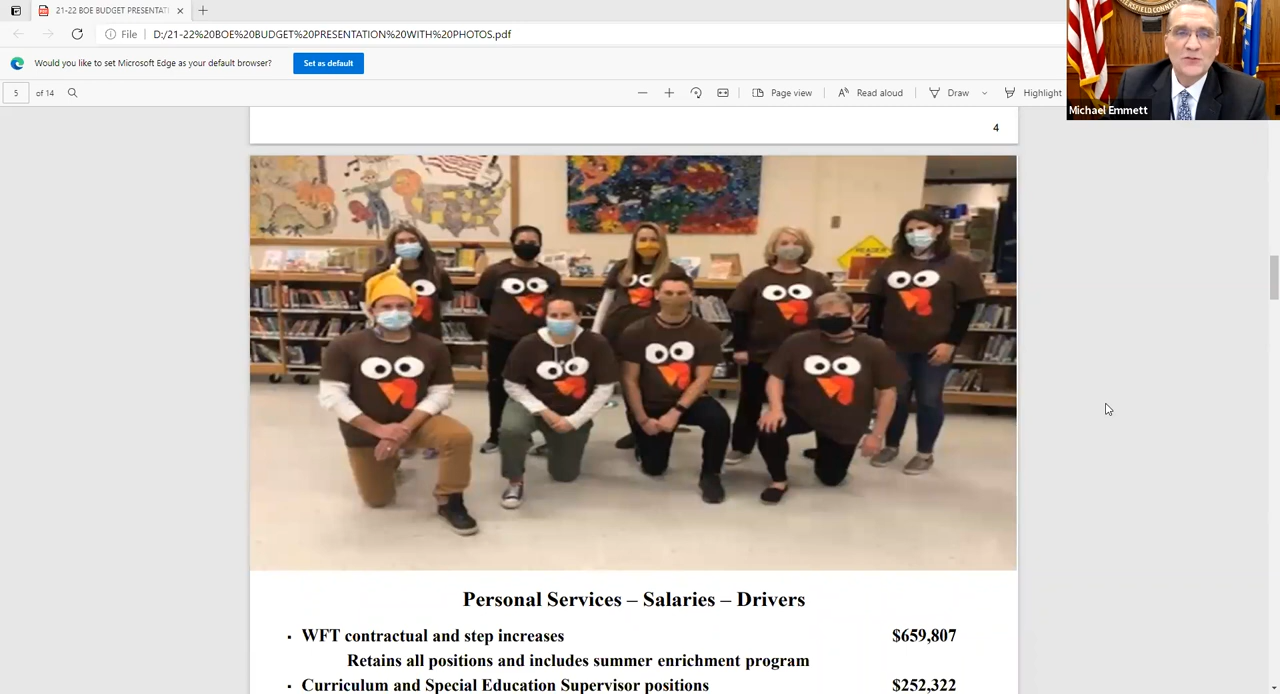 21-22 BOE BUDGET PRESENTAT
File D:/21-22%20BOE%20BUDGET%20PRESENTATION%20WITH%20PHOTOS.pdf
Would you like to set Microsoft Edge as your default browser? Set as default
5 of 14 Page view Read aloud Draw Highlight
Michael Emmett
4
READER
Personal Services – Salaries – Drivers
▪ WFT contractual and step increases $659,807
Retains all positions and includes summer enrichment program
▪ Curriculum and Special Education Supervisor positions $252,322